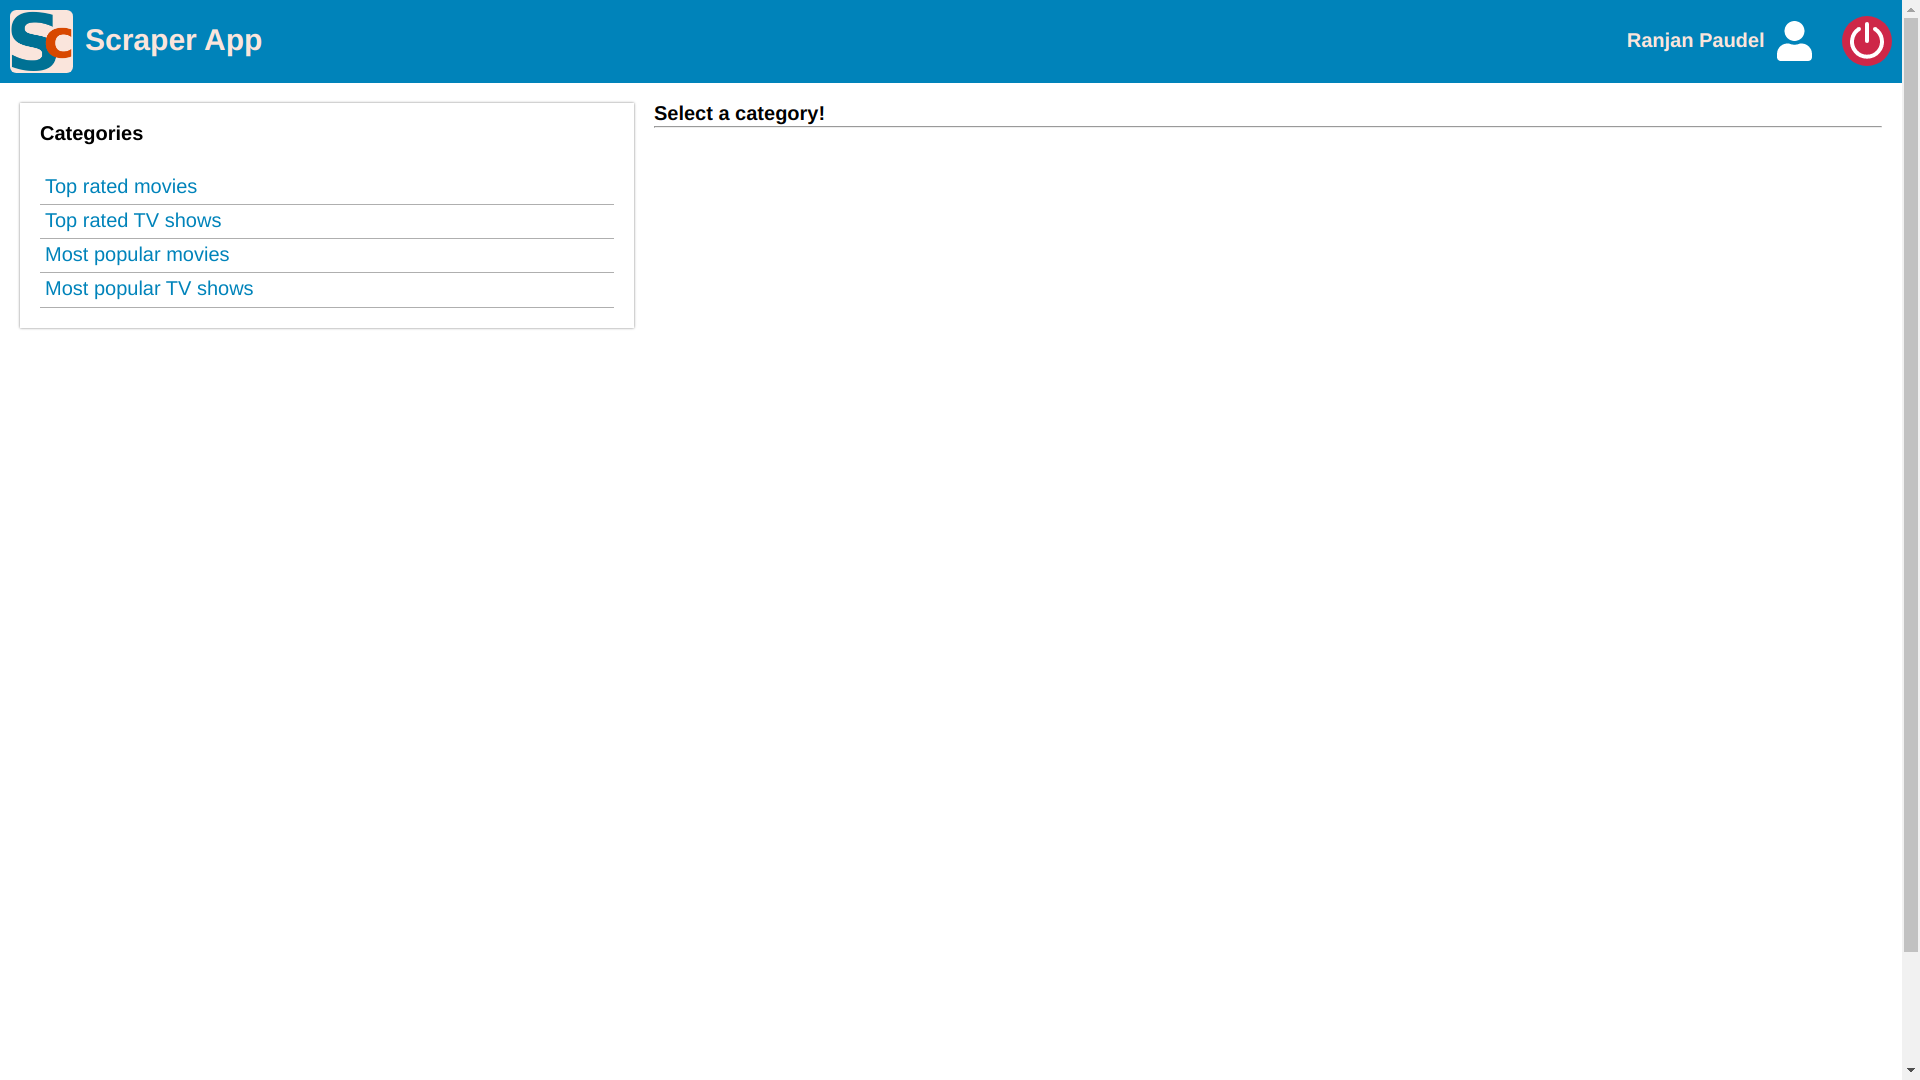 Sc Scraper App
Ranjan Paudel
Categories
Top rated movies
Top rated TV shows
Most popular movies
Most popular TV shows
Select a category!